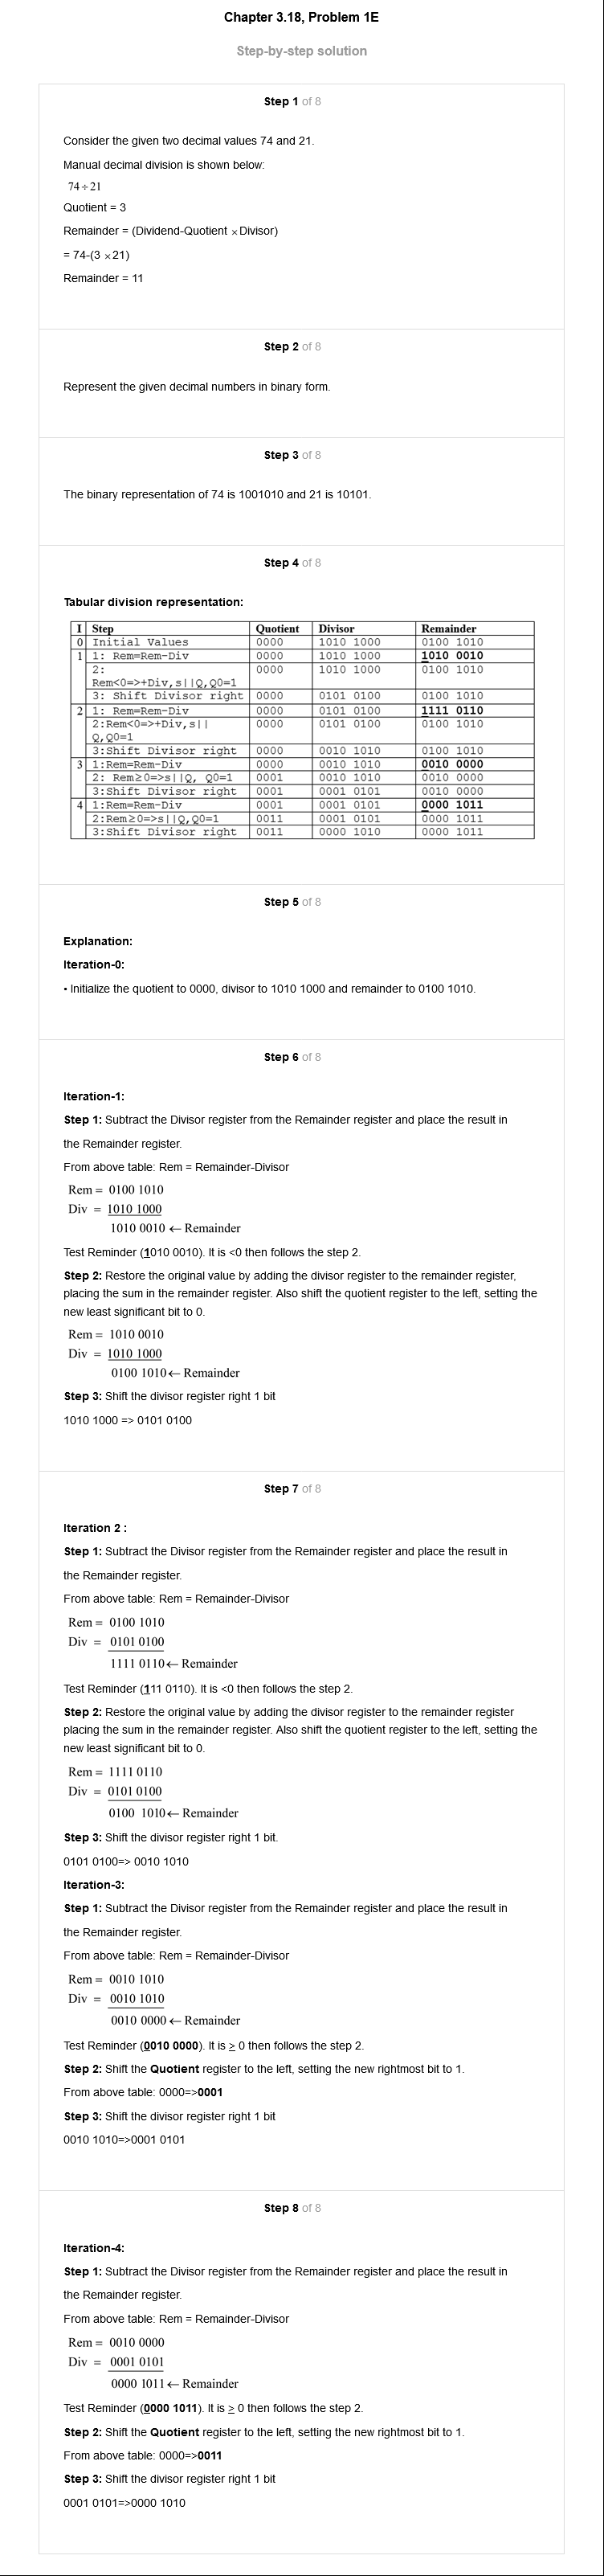 Chapter 3.18, Problem 1E
Step-by-step solution
Step 1 of 8
Consider the given two decimal values 74 and 21.
Manual decimal division is shown below:
74÷21
Quotient = 3
Remainder = (Dividend-Quotient ×Divisor)
= 74-(3 ×21)
Remainder = 11
Step 2 of 8
Represent the given decimal numbers in binary form.
Step 3 of 8
The binary representation of 74 is 1001010 and 21 is 10101.
Step 4 of 8
Tabular division representation:
I Step Quotient Divisor Remainder
0 Initial Values 0000 1010 1000 0100 1010
1 1: Rem=Rem-Div 0000 1010 1000 1010 0010
2: 0000 1010 1000 0100 1010
Rem<0=>+Div,s||Q,Q0=1
3: Shift Divisor right 0000 0101 0100 0100 1010
2 1: Rem=Rem-Div 0000 0101 0100 1111 0110
2:Rem<0=>+Div,s|| 0000 0101 0100 0100 1010
Q,Q0=1
3:Shift Divisor right 0000 0010 1010 0100 1010
3 1:Rem=Rem-Div 0000 0010 1010 0010 0000
2: Rem≥0=>s||Q, Q0=1 0001 0010 1010 0010 0000
3:Shift Divisor right 0001 0001 0101 0010 0000
4 1:Rem=Rem-Div 0001 0001 0101 0000 1011
2:Rem≥0=>s||Q,Q0=1 0011 0001 0101 0000 1011
3:Shift Divisor right 0011 0000 1010 0000 1011
Step 5 of 8
Explanation:
Iteration-0:
• Initialize the quotient to 0000, divisor to 1010 1000 and remainder to 0100 1010.
Step 6 of 8
Iteration-1:
Step 1: Subtract the Divisor register from the Remainder register and place the result in
the Remainder register.
From above table: Rem = Remainder-Divisor
Rem = 0100 1010
Div = 1010 1000
1010 0010 ← Remainder
Test Reminder (1010 0010). It is <0 then follows the step 2.
Step 2: Restore the original value by adding the divisor register to the remainder register,
placing the sum in the remainder register. Also shift the quotient register to the left, setting the
new least significant bit to 0.
Rem = 1010 0010
Div = 1010 1000
0100 1010← Remainder
Step 3: Shift the divisor register right 1 bit
1010 1000 => 0101 0100
Step 7 of 8
Iteration 2 :
Step 1: Subtract the Divisor register from the Remainder register and place the result in
the Remainder register.
From above table: Rem = Remainder-Divisor
Rem = 0100 1010
Div = 0101 0100
1111 0110← Remainder
Test Reminder (111 0110). It is <0 then follows the step 2.
Step 2: Restore the original value by adding the divisor register to the remainder register
placing the sum in the remainder register. Also shift the quotient register to the left, setting the
new least significant bit to 0.
Rem = 1111 0110
Div = 0101 0100
0100 1010← Remainder
Step 3: Shift the divisor register right 1 bit.
0101 0100=> 0010 1010
Iteration-3:
Step 1: Subtract the Divisor register from the Remainder register and place the result in
the Remainder register.
From above table: Rem = Remainder-Divisor
Rem = 0010 1010
Div = 0010 1010
0010 0000 ← Remainder
Test Reminder (0010 0000). It is ≥ 0 then follows the step 2.
Step 2: Shift the Quotient register to the left, setting the new rightmost bit to 1.
From above table: 0000=>0001
Step 3: Shift the divisor register right 1 bit
0010 1010=>0001 0101
Step 8 of 8
Iteration-4:
Step 1: Subtract the Divisor register from the Remainder register and place the result in
the Remainder register.
From above table: Rem = Remainder-Divisor
Rem = 0010 0000
Div = 0001 0101
0000 1011 ← Remainder
Test Reminder (0000 1011). It is ≥ 0 then follows the step 2.
Step 2: Shift the Quotient register to the left, setting the new rightmost bit to 1.
From above table: 0000=>0011
Step 3: Shift the divisor register right 1 bit
0001 0101=>0000 1010